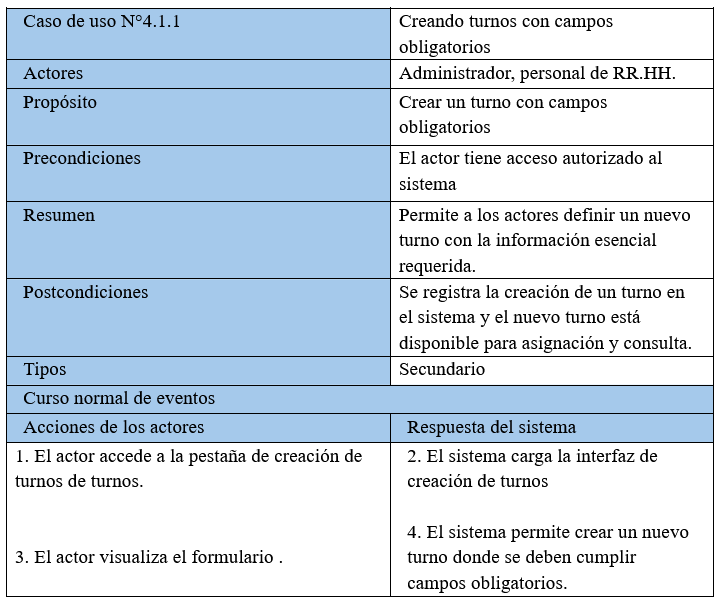 Caso de uso N°4.1.1
Creando turnos con campos
obligatorios
Actores
Administrador, personal de RR.HH.
Propósito
Crear un turno con campos
obligatorios
Precondiciones
El actor tiene acceso autorizado al
sistema
Resumen
Permite a los actores definir un nuevo
turno con la información esencial
requerida.
Postcondiciones
Se registra la creación de un turno en
el sistema y el nuevo turno está
disponible para asignación y consulta.
Tipos
Secundario
Curso normal de eventos
Acciones de los actores
Respuesta del sistema
1. El actor accede a la pestaña de creación de
turnos de turnos.
2. El sistema carga la interfaz de
creación de turnos
3. El actor visualiza el formulario .
4. El sistema permite crear un nuevo
turno donde se deben cumplir
campos obligatorios.